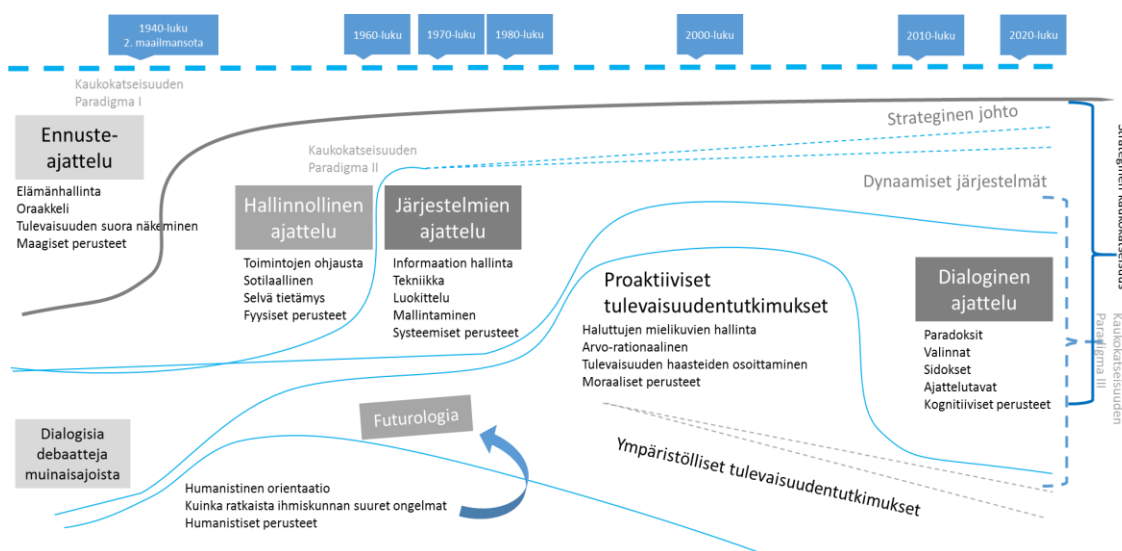 1940-luku
2. maailmansota
1960-luku
1970-luku
1980-luku
2000-luku
2010-luku
2020-luku
Kaukokatseisuuden
Paradigma I
Ennuste-
ajattelu
Elämänhallinta
Oraakkeli
Tulevaisuuden suora näkeminen
Maagiset perusteet
Kaukokatseisuuden
Paradigma II
Hallinnollinen
ajattelu
Toimintojen ohjausta
Sotilaallinen
Selvä tietämys
Fyysiset perusteet
Järjestelmien
ajattelu
Informaation hallinta
Tekniikka
Luokittelu
Mallintaminen
Systeemiset perusteet
Strateginen johto
Dynaamiset järjestelmät
Proaktiiviset
tulevaisuudentutkimukset
Haluttujen mielikuvien hallinta
Arvo-rationaalinen
Tulevaisuuden haasteiden osoittaminen
Moraaliset perusteet
Dialoginen
ajattelu
Paradoksit
Valinnat
Sidokset
Ajattelutavat
Kognitiiviset perusteet
Kaukokatseisuuden
Paradigma III
Dialogisia
debaatteja
muinaisajoista
Futurologia
Humanistinen orientaatio
Kuinka ratkaista ihmiskunnan suuret ongelmat
Humanistiset perusteet
Ympäristölliset tulevaisuudentutkimukset